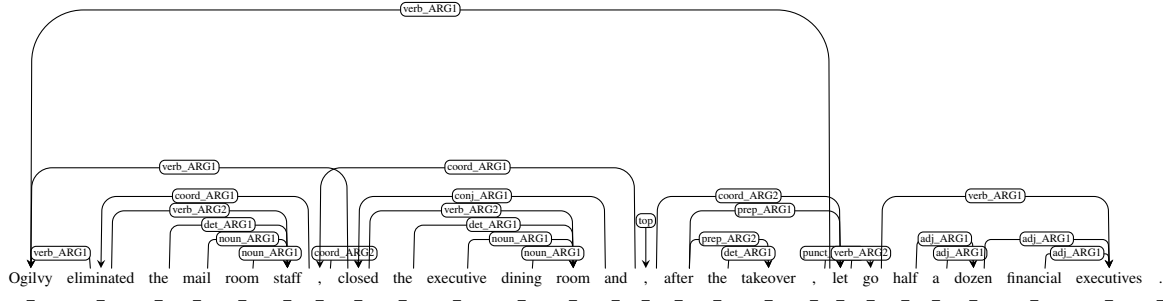 verb_ARG1
verb_ARG1 coord_ARG1
coord_ARG1 conj_ARG1 coord_ARG2 verb_ARG1
verb_ARG2 verb_ARG2 prep_ARG1
det_ARG1 det_ARG1 top
noun_ARG1 noun_ARG1 prep_ARG2 adj_ARG1 adj_ARG1
verb_ARG1 noun_ARG1 coord_ARG2 noun_ARG1 det_ARG1 punct_ verb_ARG2 adj_ARG1 adj_ARG1
Ogilvy eliminated the mail room staff , closed the executive dining room and , after the takeover , let go half a dozen financial executives .
_ _ _ _ _ _ _ _ _ _ _ _ _ _ _ _ _ _ _ _ _ _ _ _ _ _